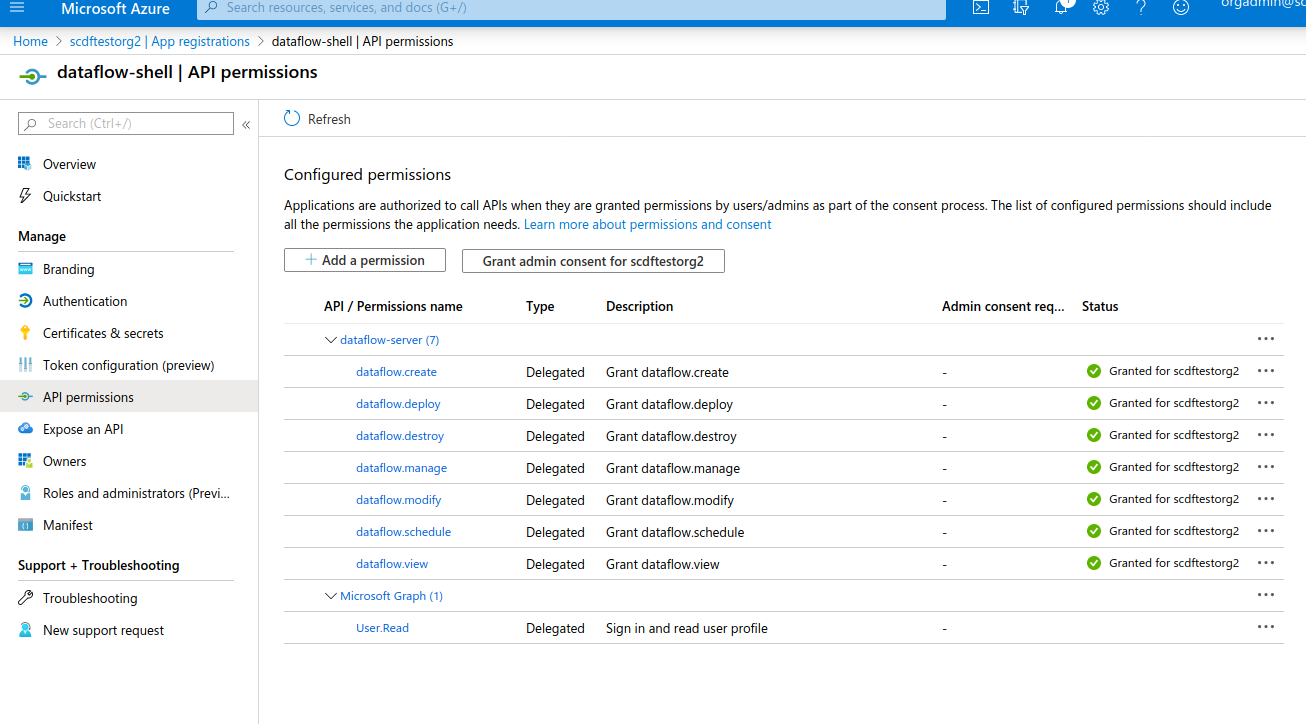 Microsoft Azure
Search resources, services, and docs (G+/)
1
Home > scdftestorg2 | App registrations > dataflow-shell | API permissions
dataflow-shell | API permissions
Search (Ctrl+/)
«
Refresh
Overview
Quickstart
Manage
Branding
Authentication
Certificates & secrets
Token configuration (preview)
API permissions
Expose an API
Owners
Roles and administrators (Previ...
Manifest
Support + Troubleshooting
Troubleshooting
New support request
Configured permissions
Applications are authorized to call APIs when they are granted permissions by users/admins as part of the consent process. The list of configured permissions should include
all the permissions the application needs. Learn more about permissions and consent
+ Add a permission Grant admin consent for scdftestorg2
API / Permissions name Type Description Admin consent req... Status
dataflow-server (7) ...
dataflow.create Delegated Grant dataflow.create - Granted for scdftestorg2 ...
dataflow.deploy Delegated Grant dataflow.deploy - Granted for scdftestorg2 ...
dataflow.destroy Delegated Grant dataflow.destroy - Granted for scdftestorg2 ...
dataflow.manage Delegated Grant dataflow.manage - Granted for scdftestorg2 ...
dataflow.modify Delegated Grant dataflow.modify - Granted for scdftestorg2 ...
dataflow.schedule Delegated Grant dataflow.schedule - Granted for scdftestorg2 ...
dataflow.view Delegated Grant dataflow.view - Granted for scdftestorg2 ...
Microsoft Graph (1) ...
User.Read Delegated Sign in and read user profile - ...